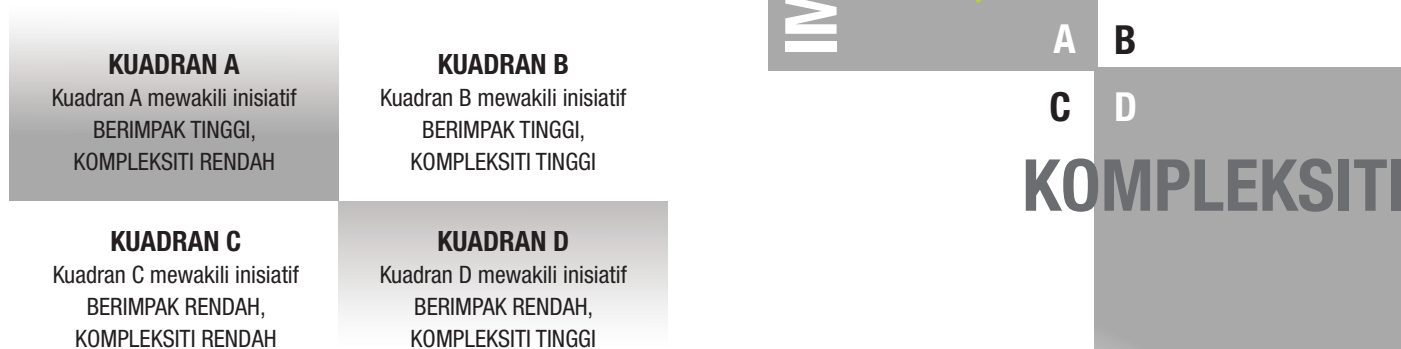 KUADRAN A
Kuadran A mewakili inisiatif
BERIMPAK TINGGI,
KOMPLEKSITI RENDAH
KUADRAN B
Kuadran B mewakili inisiatif
BERIMPAK TINGGI,
KOMPLEKSITI TINGGI
KUADRAN C
Kuadran C mewakili inisiatif
BERIMPAK RENDAH,
KOMPLEKSITI RENDAH
KUADRAN D
Kuadran D mewakili inisiatif
BERIMPAK RENDAH,
KOMPLEKSITI TINGGI
IM
A B
C D
KOMPLEKSITI